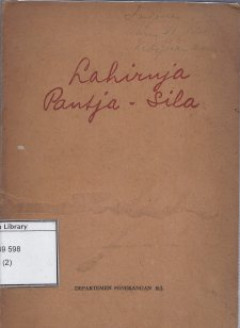 Lahirnja
Pantja - Sila
Library
598
(2)
DEPARTEMEN PENERANGAN R.I.